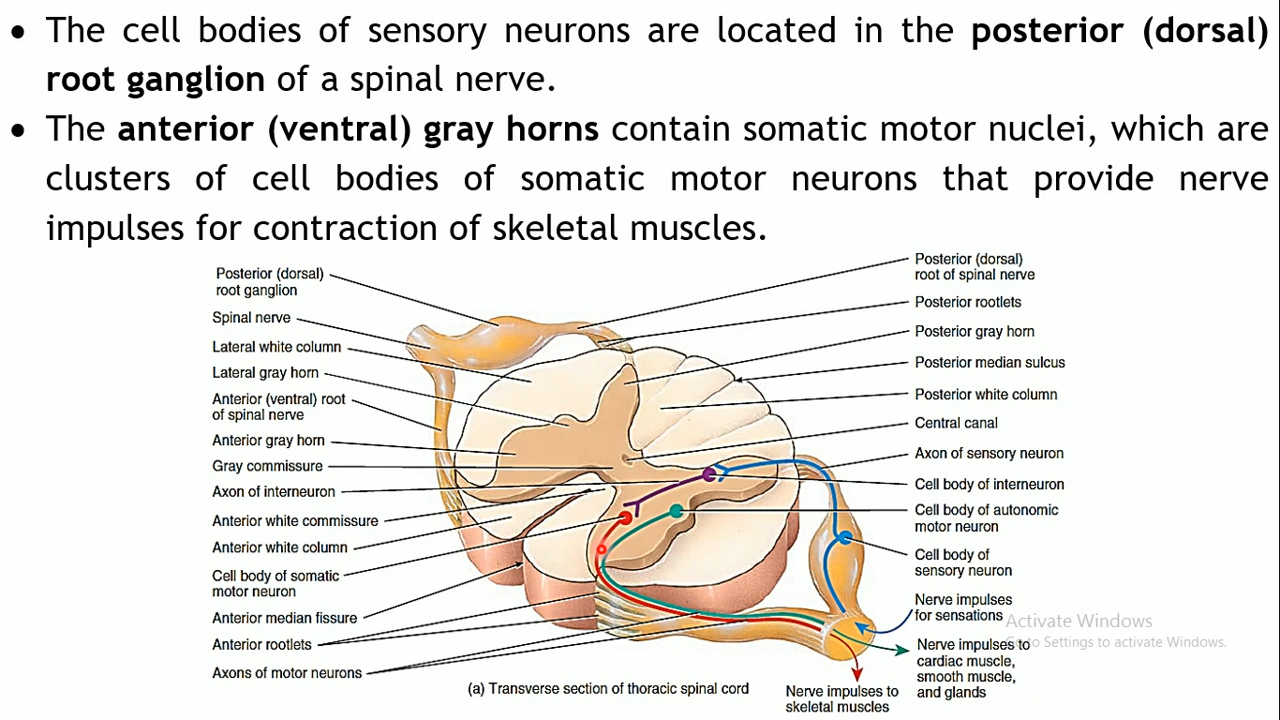 • The cell bodies of sensory neurons are located in the posterior (dorsal)
root ganglion of a spinal nerve.
• The anterior (ventral) gray horns contain somatic motor nuclei, which are
clusters of cell bodies of somatic motor neurons that provide nerve
impulses for contraction of skeletal muscles.
Posterior (dorsal)
root ganglion
Spinal nerve
Lateral white column
Lateral gray horn
Anterior (ventral) root
of spinal nerve
Anterior gray horn
Gray commissure
Axon of interneuron
Anterior white commissure
Anterior white column
Cell body of somatic
motor neuron
Anterior median fissure
Anterior rootlets
Axons of motor neurons
Posterior (dorsal)
root of spinal nerve
Posterior rootlets
Posterior gray horn
Posterior median sulcus
Posterior white column
Central canal
Axon of sensory neuron
Cell body of interneuron
Cell body of autonomic
motor neuron
Cell body of
sensory neuron
Nerve impulses
for sensations
Activate Windows
Go to Settings to activate Windows.
Nerve impulses to
cardiac muscle,
smooth muscle,
and glands
Nerve impulses to
skeletal muscles
(a) Transverse section of thoracic spinal cord